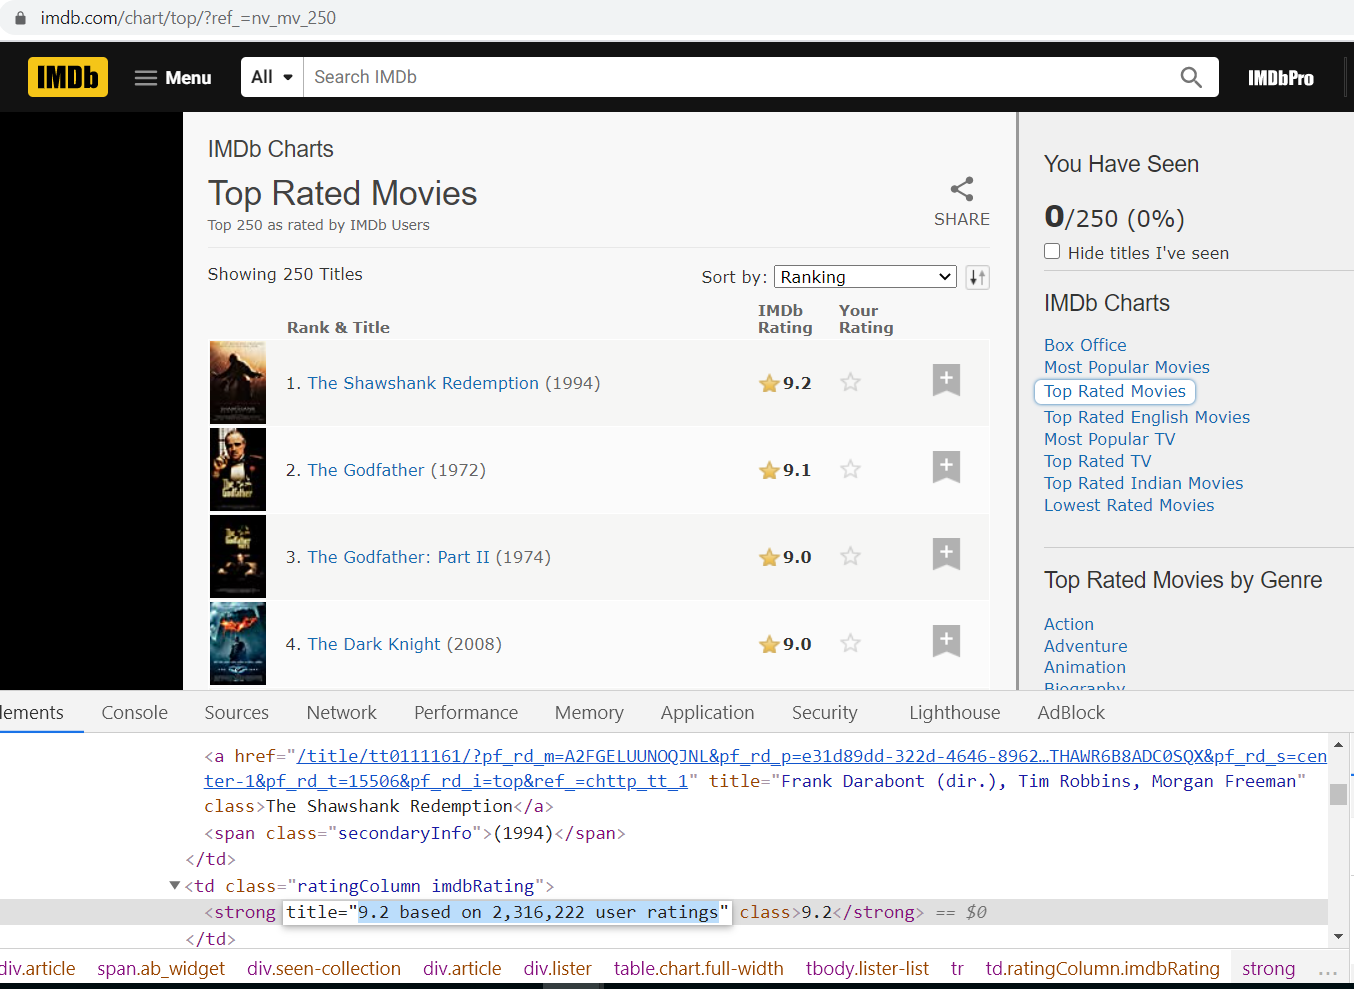 imdb.com/chart/top/?ref_=nv_mv_250
IMDb
Menu
All
Search IMDb
IMDbPro
IMDb Charts
Top Rated Movies
Top 250 as rated by IMDb Users
SHARE
Showing 250 Titles
Sort by: Ranking
Rank & Title
IMDb Rating
Your Rating
1. The Shawshank Redemption (1994)
9.2
2. The Godfather (1972)
9.1
3. The Godfather: Part II (1974)
9.0
4. The Dark Knight (2008)
9.0
You Have Seen
0/250 (0%)
Hide titles I've seen
IMDb Charts
Box Office
Most Popular Movies
Top Rated Movies
Top Rated English Movies
Most Popular TV
Top Rated TV
Top Rated Indian Movies
Lowest Rated Movies
Top Rated Movies by Genre
Action
Adventure
Animation
Biography
lements
Console
Sources
Network
Performance
Memory
Application
Security
Lighthouse
AdBlock
<a href="/title/tt0111161/?pf_rd_m=A2FGELUUNOQJNL&pf_rd_p=e31d89dd-322d-4646-8962…THAWR6B8ADC0SQX&pf_rd_s=cen
ter-1&pf_rd_t=15506&pf_rd_i=top&ref_=chttp_tt_1" title="Frank Darabont (dir.), Tim Robbins, Morgan Freeman"
class>The Shawshank Redemption</a>
<span class="secondaryInfo">(1994)</span>
</td>
<td class="ratingColumn imdbRating">
<strong title="9.2 based on 2,316,222 user ratings" class>9.2</strong> == $0
</td>
div.article span.ab_widget div.seen-collection div.article div.lister table.chart.full-width tbody.lister-list tr td.ratingColumn.imdbRating strong ...